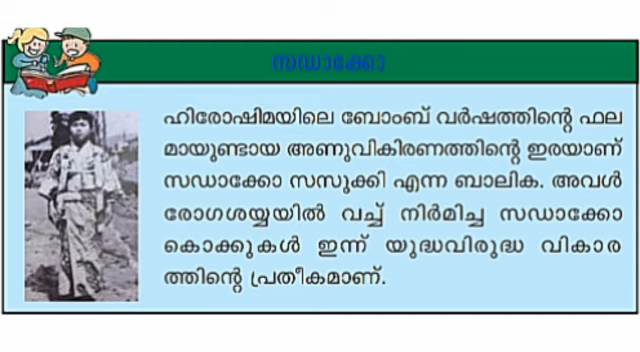 സഡാക്കോ
ഹിരോഷിമയിലെ ബോംബ് വർഷത്തിന്റെ ഫല
മായുണ്ടായ അണുവികിരണത്തിന്റെ ഇരയാണ്
സഡാക്കോ സസുക്കി എന്ന ബാലിക. അവൾ
രോഗശയ്യയിൽ വച്ച് നിർമിച്ച സഡാക്കോ
കൊക്കുകൾ ഇന്ന് യുദ്ധവിരുദ്ധ വികാര
ത്തിന്റെ പ്രതീകമാണ്.